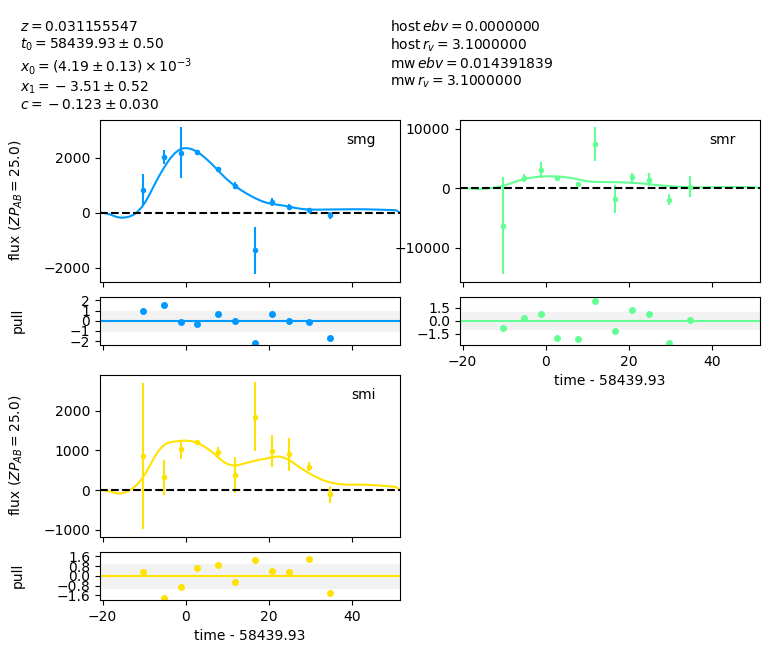 z = 0.031155547
t₀ = 58439.93 ± 0.50
x₀ = (4.19 ± 0.13) × 10⁻³
x₁ = −3.51 ± 0.52
c = −0.123 ± 0.030
host ebv = 0.0000000
host r_v = 3.1000000
mw ebv = 0.014391839
mw r_v = 3.1000000
smg
flux (ZP_AB = 25.0)
2000
0
−2000
pull
2
1
0
−1
−2
smr
10000
0
−10000
1.5
0.0
−1.5
−20
0
20
40
time - 58439.93
smi
flux (ZP_AB = 25.0)
2000
1000
0
−1000
pull
1.6
0.8
0.0
−0.8
−1.6
−20
0
20
40
time - 58439.93